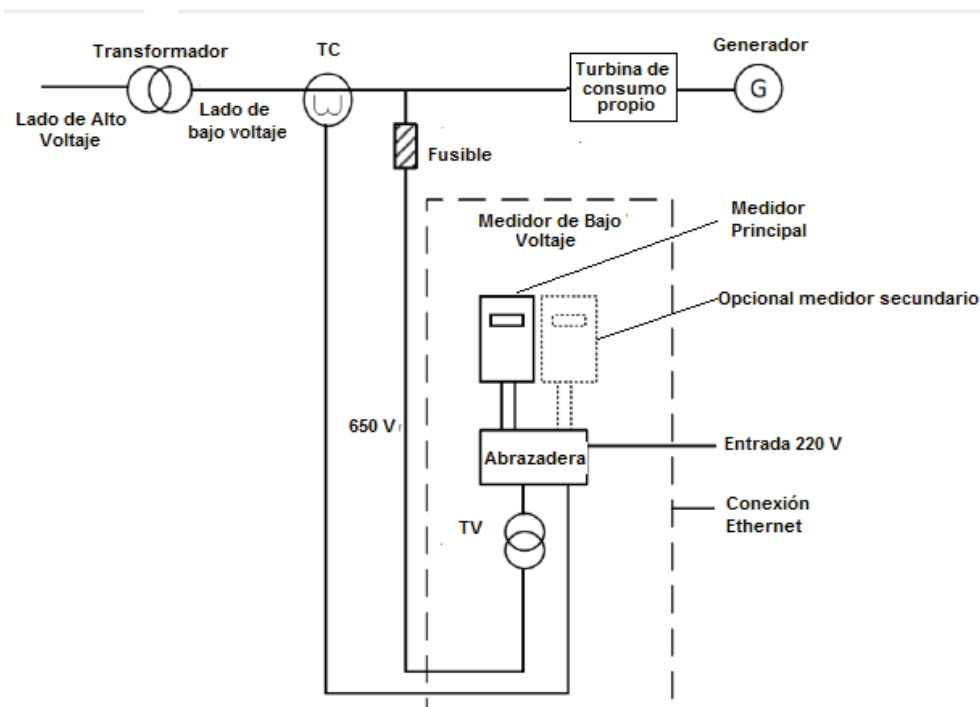 Transformador
TC
Generador
Turbina de
consumo
propio
G
Lado de Alto
Voltaje
Lado de
bajo voltaje
Fusible
Medidor de Bajo
Voltaje
Medidor
Principal
Opcional medidor secundario
650 V
Abrazadera
Entrada 220 V
TV
Conexión
Ethernet